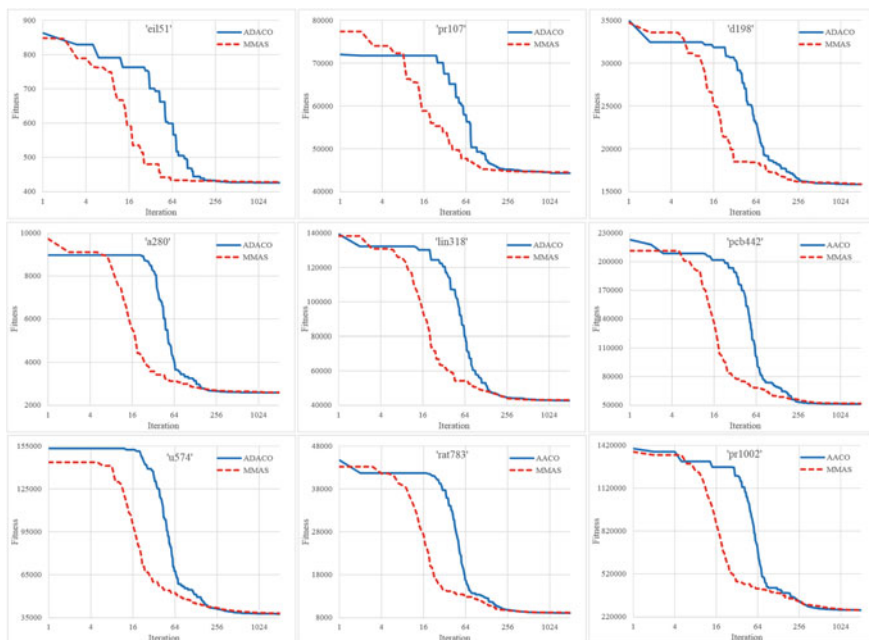 'eil51'
900
800
700
600
500
400
Fitness
1 4 16 64 256 1024
Iteration
ADACO
MMAS
'pr107'
80000
70000
60000
50000
40000
Fitness
1 4 16 64 256 1024
Iteration
ADACO
MMAS
'd198'
35000
30000
25000
20000
15000
Fitness
1 4 16 64 256 1024
Iteration
ADACO
MMAS
'a280'
10000
8000
6000
4000
2000
Fitness
1 4 16 64 256 1024
Iteration
ADACO
MMAS
'lin318'
140000
120000
100000
80000
60000
40000
Fitness
1 4 16 64 256 1024
Iteration
ADACO
MMAS
'pcb442'
230000
200000
170000
140000
110000
80000
50000
Fitness
1 4 16 64 256 1024
Iteration
AACO
MMAS
'u574'
155000
125000
95000
65000
35000
Fitness
1 4 16 64 256 1024
Iteration
ADACO
MMAS
'rat783'
48000
38000
28000
18000
8000
Fitness
1 4 16 64 256 1024
Iteration
AACO
MMAS
'pr1002'
1420000
1120000
820000
520000
220000
Fitness
1 4 16 64 256 1024
Iteration
AACO
MMAS